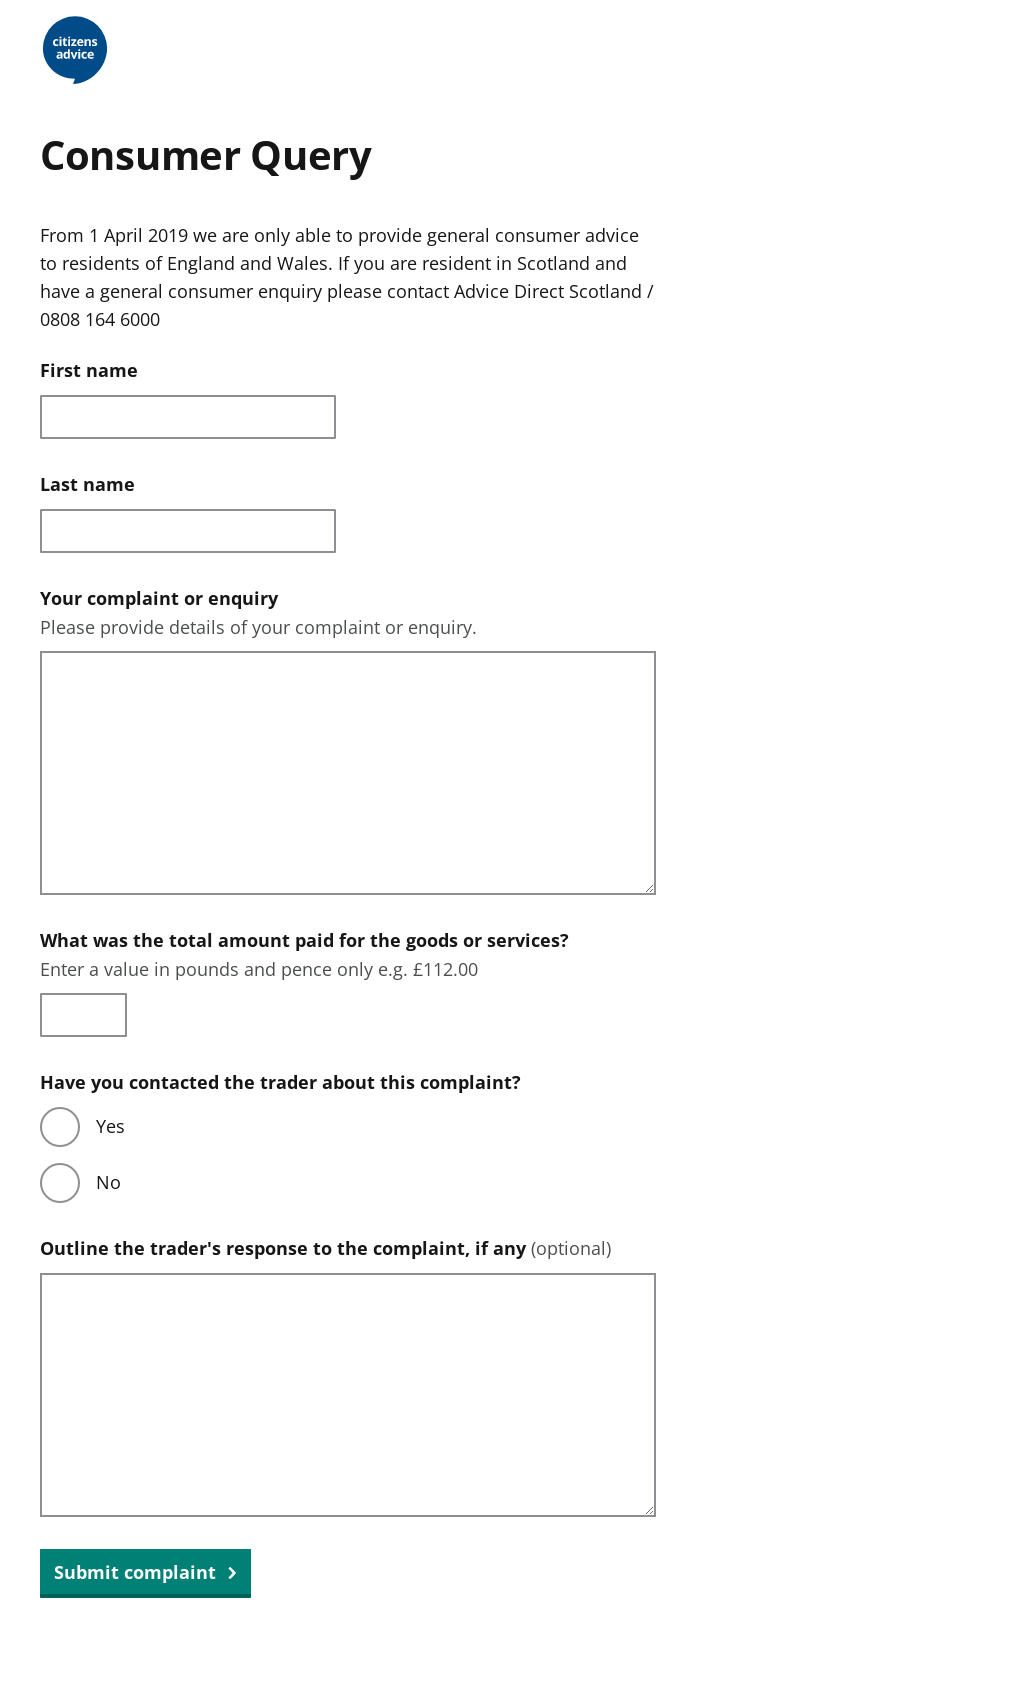 citizens
advice
Consumer Query
From 1 April 2019 we are only able to provide general consumer advice
to residents of England and Wales. If you are resident in Scotland and
have a general consumer enquiry please contact Advice Direct Scotland /
0808 164 6000
First name
Last name
Your complaint or enquiry
Please provide details of your complaint or enquiry.
What was the total amount paid for the goods or services?
Enter a value in pounds and pence only e.g. £112.00
Have you contacted the trader about this complaint?
Yes
No
Outline the trader's response to the complaint, if any (optional)
Submit complaint